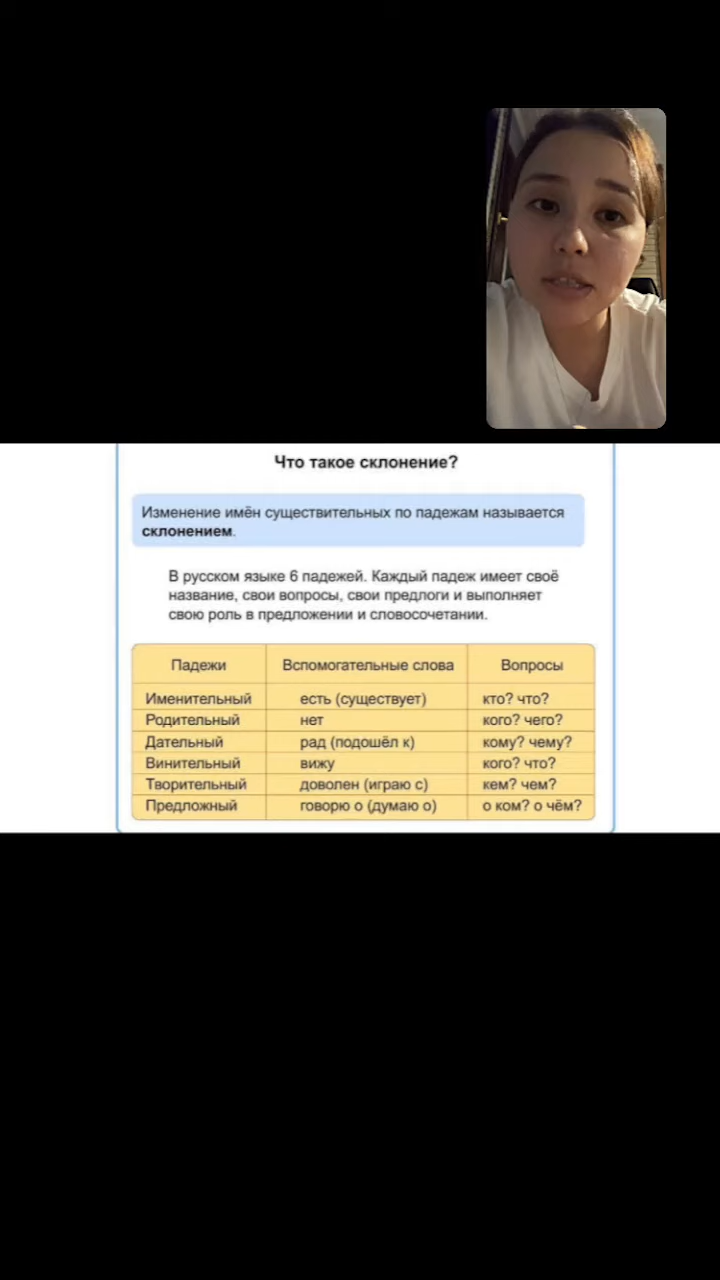 Что такое склонение?
Изменение имён существительных по падежам называется
склонением.
В русском языке 6 падежей. Каждый падеж имеет своё
название, свои вопросы, свои предлоги и выполняет
свою роль в предложении и словосочетании.
Падежи Вспомогательные слова Вопросы
Именительный есть (существует) кто? что?
Родительный нет кого? чего?
Дательный рад (подошёл к) кому? чему?
Винительный вижу кого? что?
Творительный доволен (играю с) кем? чем?
Предложный говорю о (думаю о) о ком? о чём?